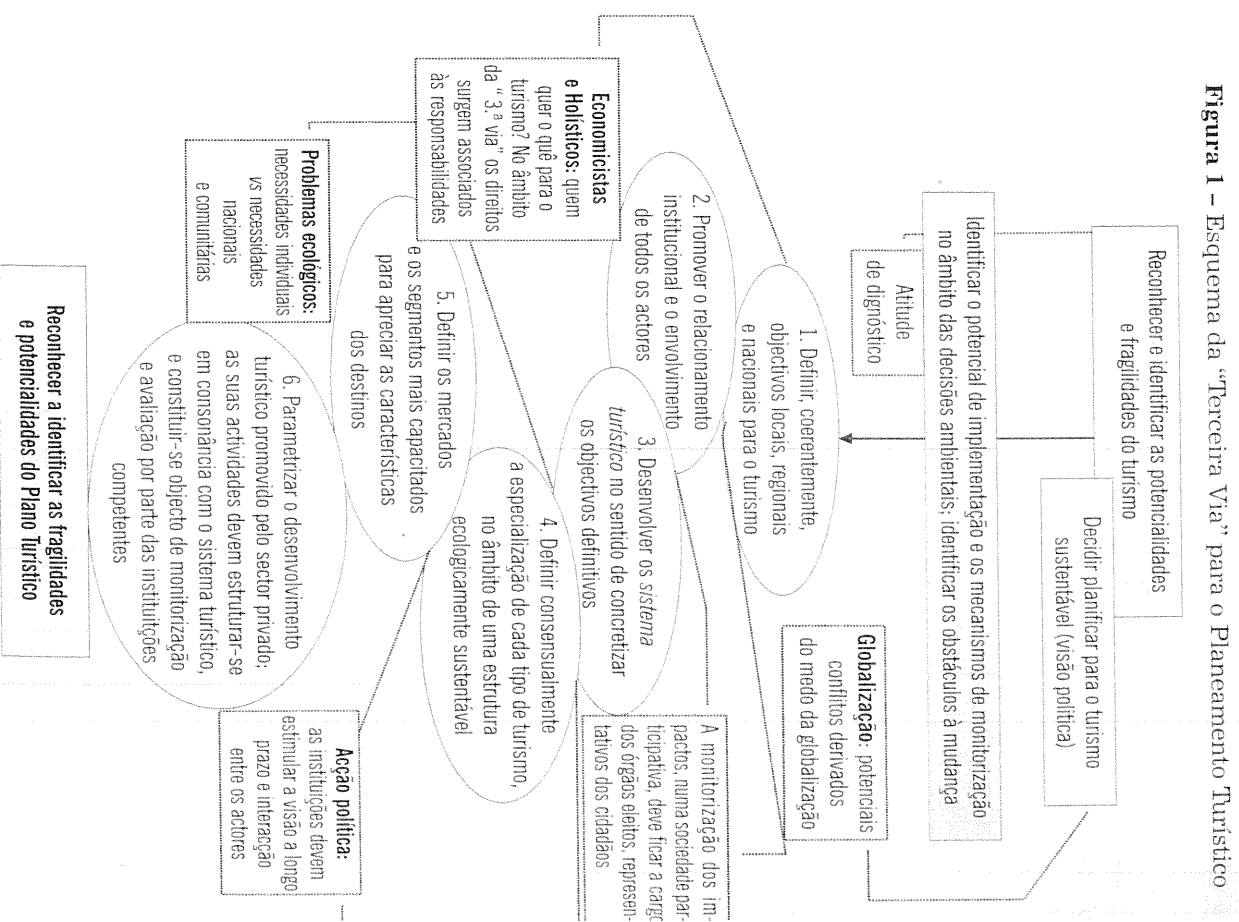 Figura 1 – Esquema da “Terceira Via” para o Planeamento Turístico
Reconhecer e identificar as potencialidades
e fragilidades do turismo
Decidir planificar para o turismo
sustentável (visão política)
Identificar o potencial de implementação e os mecanismos de monitorização
no âmbito das decisões ambientais; identificar os obstáculos à mudança
Atitude
de dignóstico
Globalização: potenciais
conflitos derivados
do medo da globalização
1. Definir, coerentemente,
objectivos locais, regionais
e nacionais para o turismo
2. Promover o relacionamento
institucional e o envolvimento
de todos os actores
A monitorização dos im-
pactos, numa sociedade par-
ticipativa, deve ficar a cargo
dos órgãos eleitos, represen-
tativos dos cidadãos
3. Desenvolver os sistema
turístico no sentido de concretizar
os objectivos definitivos
Economicistas
e Holísticos: quem
quer o quê para o
turismo? No âmbito
da “ 3.ª via” os direitos
surgem associados
às responsabilidades
4. Definir consensualmente
a especialização de cada tipo de turismo,
no âmbito de uma estrutura
ecologicamente sustentável
5. Definir os mercados
e os segmentos mais capacitados
para apreciar as características
dos destinos
Problemas ecológicos:
necessidades individuais
vs necessidades
nacionais
e comunitárias
6. Parametrizar o desenvolvimento
turístico promovido pelo sector privado;
as suas actividades devem estruturar-se
em consonância com o sistema turístico,
e constituir-se objecto de monitorização
e avaliação por parte das instituitções
competentes
Acção política:
as instituições devem
estimular a visão a longo
prazo e interacção
entre os actores
Reconhecer a identificar as fragilidades
e potencialidades do Plano Turístico